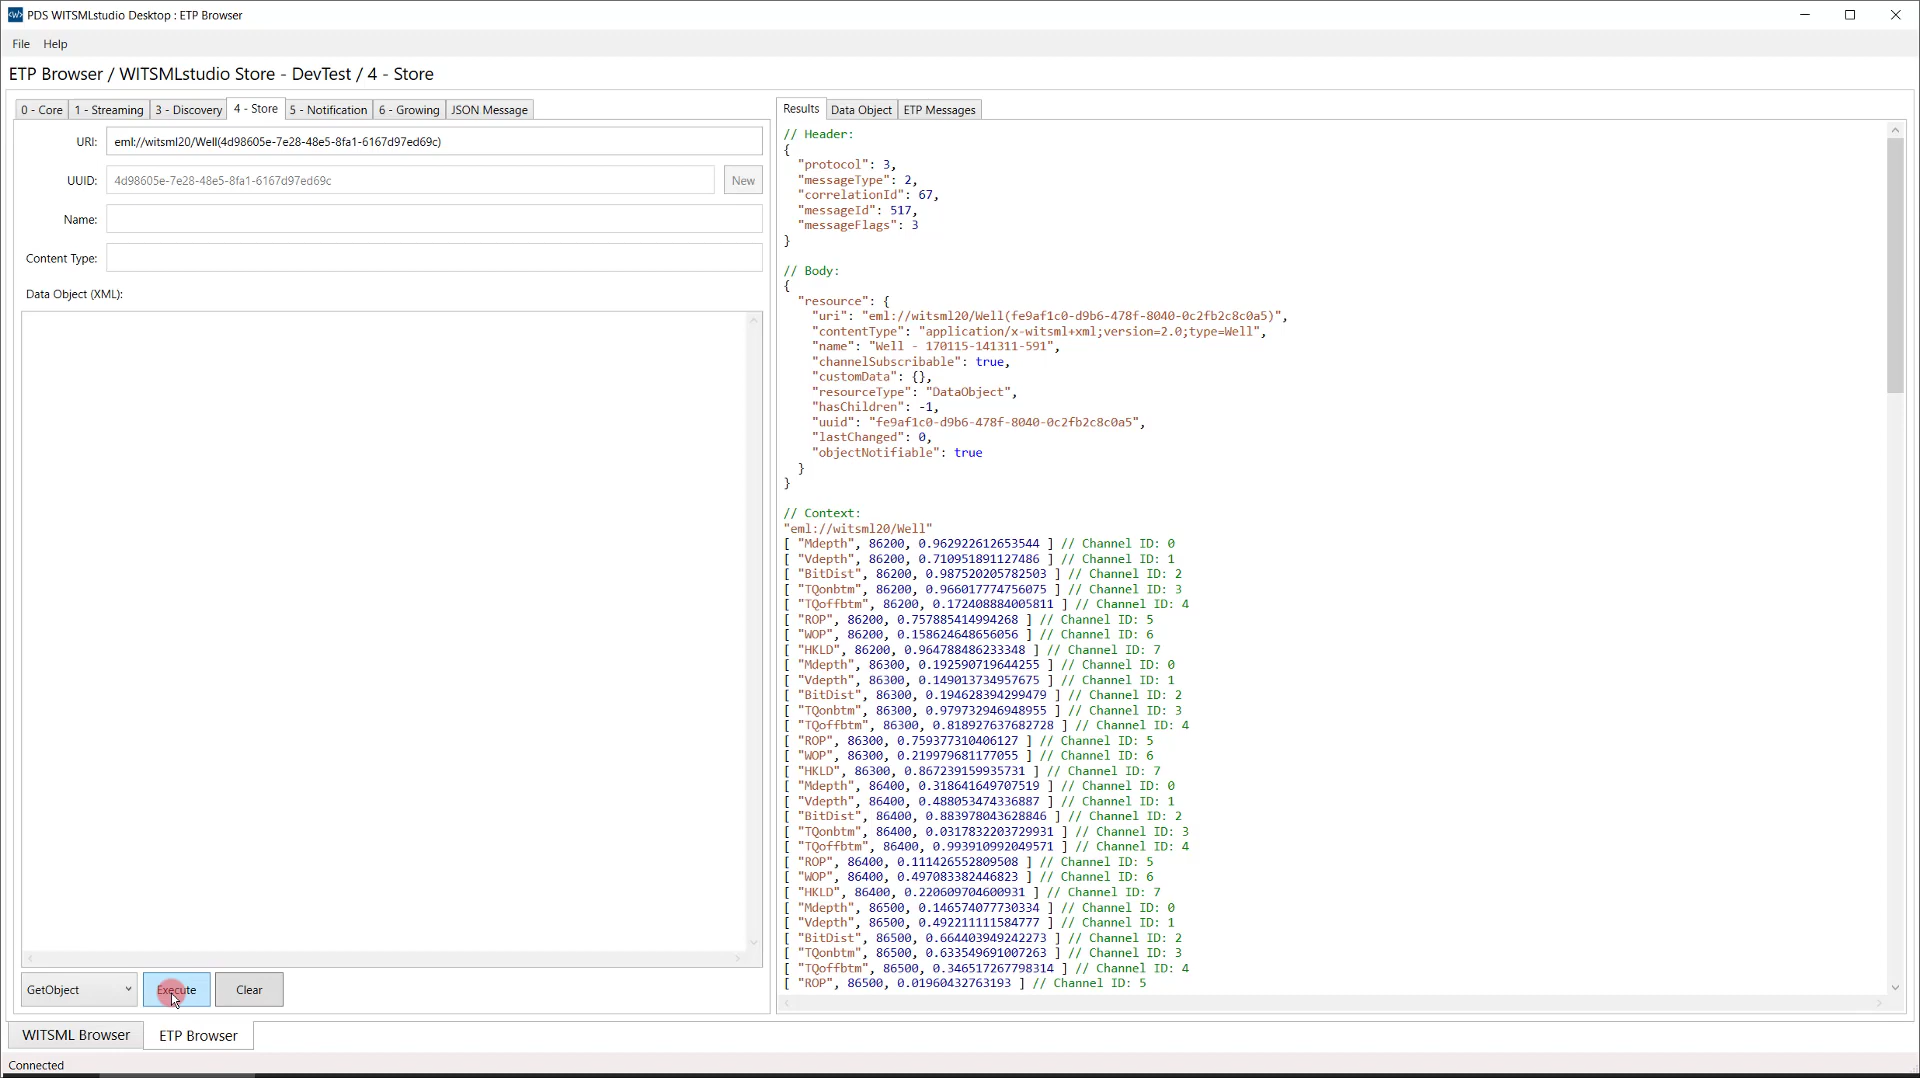 PDS WITSMLstudio Desktop : ETP Browser
File Help
ETP Browser / WITSMLstudio Store - DevTest / 4 - Store
0 - Core 1 - Streaming 3 - Discovery 4 - Store 5 - Notification 6 - Growing JSON Message
URI: eml://witsml20/Well(4d98605e-7e28-48e5-8fa1-6167d97ed69c)
UUID: 4d98605e-7e28-48e5-8fa1-6167d97ed69c New
Name:
Content Type:
Data Object (XML):
GetObject Execute Clear
Results Data Object ETP Messages
// Header:
{
"protocol": 3,
"messageType": 2,
"correlationId": 67,
"messageId": 517,
"messageFlags": 3
}
// Body:
{
"resource": {
"uri": "eml://witsml20/Well(fe9af1c0-d9b6-478f-8040-0c2fb2c8c0a5)",
"contentType": "application/x-witsml+xml;version=2.0;type=Well",
"name": "Well - 170115-141311-591",
"channelSubscribable": true,
"customData": {},
"resourceType": "DataObject",
"hasChildren": -1,
"uuid": "fe9af1c0-d9b6-478f-8040-0c2fb2c8c0a5",
"lastChanged": 0,
"objectNotifiable": true
}
}
// Context:
"eml://witsml20/Well"
[ "Mdepth", 86200, 0.962922612653544 ] // Channel ID: 0
[ "Vdepth", 86200, 0.710951891127486 ] // Channel ID: 1
[ "BitDist", 86200, 0.987520205782503 ] // Channel ID: 2
[ "TQonbtm", 86200, 0.966017774756075 ] // Channel ID: 3
[ "TQoffbtm", 86200, 0.172408884005811 ] // Channel ID: 4
[ "ROP", 86200, 0.757885414994268 ] // Channel ID: 5
[ "WOP", 86200, 0.158624648656056 ] // Channel ID: 6
[ "HKLD", 86200, 0.964788486233348 ] // Channel ID: 7
[ "Mdepth", 86300, 0.192590719644255 ] // Channel ID: 0
[ "Vdepth", 86300, 0.149013734957675 ] // Channel ID: 1
[ "BitDist", 86300, 0.194628394299479 ] // Channel ID: 2
[ "TQonbtm", 86300, 0.979732946948955 ] // Channel ID: 3
[ "TQoffbtm", 86300, 0.818927637682728 ] // Channel ID: 4
[ "ROP", 86300, 0.759377310406127 ] // Channel ID: 5
[ "WOP", 86300, 0.219979681177055 ] // Channel ID: 6
[ "HKLD", 86300, 0.867239159935731 ] // Channel ID: 7
[ "Mdepth", 86400, 0.318641649707519 ] // Channel ID: 0
[ "Vdepth", 86400, 0.488053474336887 ] // Channel ID: 1
[ "BitDist", 86400, 0.883978043628846 ] // Channel ID: 2
[ "TQonbtm", 86400, 0.0317832203729931 ] // Channel ID: 3
[ "TQoffbtm", 86400, 0.993910992049571 ] // Channel ID: 4
[ "ROP", 86400, 0.111426552809508 ] // Channel ID: 5
[ "WOP", 86400, 0.497083382446823 ] // Channel ID: 6
[ "HKLD", 86400, 0.220609704600931 ] // Channel ID: 7
[ "Mdepth", 86500, 0.146574077730334 ] // Channel ID: 0
[ "Vdepth", 86500, 0.492211111584777 ] // Channel ID: 1
[ "BitDist", 86500, 0.664403949242273 ] // Channel ID: 2
[ "TQonbtm", 86500, 0.633549691007263 ] // Channel ID: 3
[ "TQoffbtm", 86500, 0.346517267798314 ] // Channel ID: 4
[ "ROP", 86500, 0.01960432763193 ] // Channel ID: 5
WITSML Browser ETP Browser
Connected